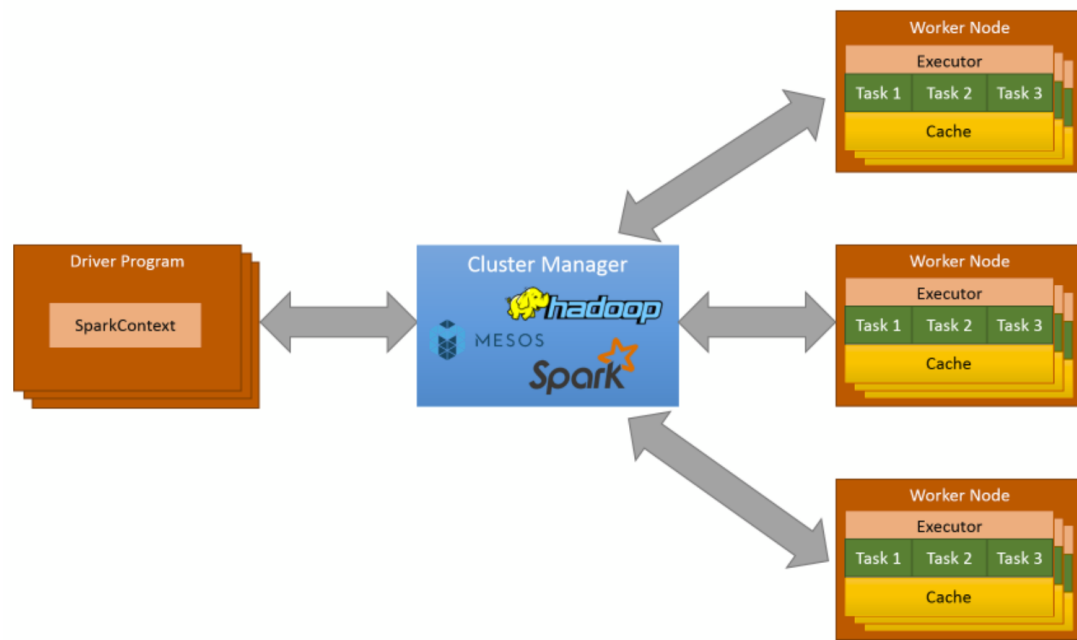 Driver Program
SparkContext
Cluster Manager
hadoop
MESOS
Spark
Worker Node
Executor
Task 1 Task 2 Task 3
Cache
Worker Node
Executor
Task 1 Task 2 Task 3
Cache
Worker Node
Executor
Task 1 Task 2 Task 3
Cache